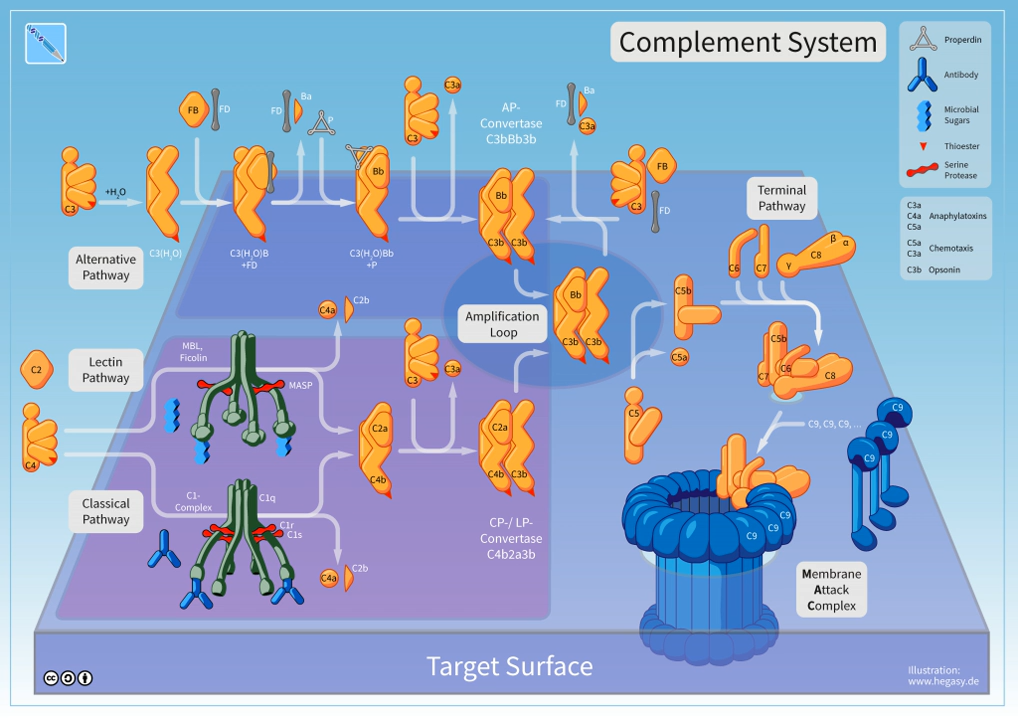 Complement System
Properdin
Antibody
Microbial
Sugars
Thioester
Serine
Protease
C3a
C4a
C5a
Anaphylatoxins
C5a
C3a
Chemotaxis
C3b
Opsonin
FB
FD
FD
Ba
P
C3
C3a
AP-
Convertase
C3bBb3b
FD
Ba
C3a
C3
+H2O
Bb
Bb
C3b
C3b
C3
FB
FD
Terminal
Pathway
Alternative
Pathway
C3(H2O)
C3(H2O)B
+FD
C3(H2O)Bb
+P
C6
C7
γ
C8
β
α
Amplification
Loop
Bb
C3b
C3b
C5b
C5a
C4a
C2b
MBL,
Ficolin
MASP
C2
Lectin
Pathway
C3
C3a
C5b
C7
C6
C8
C4
C2a
C4b
C2a
C4b
C3b
C5
C9, C9, C9, ...
C9
C9
C9
Classical
Pathway
C1-
Complex
C1q
C1r
C1s
C4a
C2b
CP-/ LP-
Convertase
C4b2a3b
C9
C9
C9
Membrane
Attack
Complex
Target Surface
cc
Illustration:
www.hegasy.de